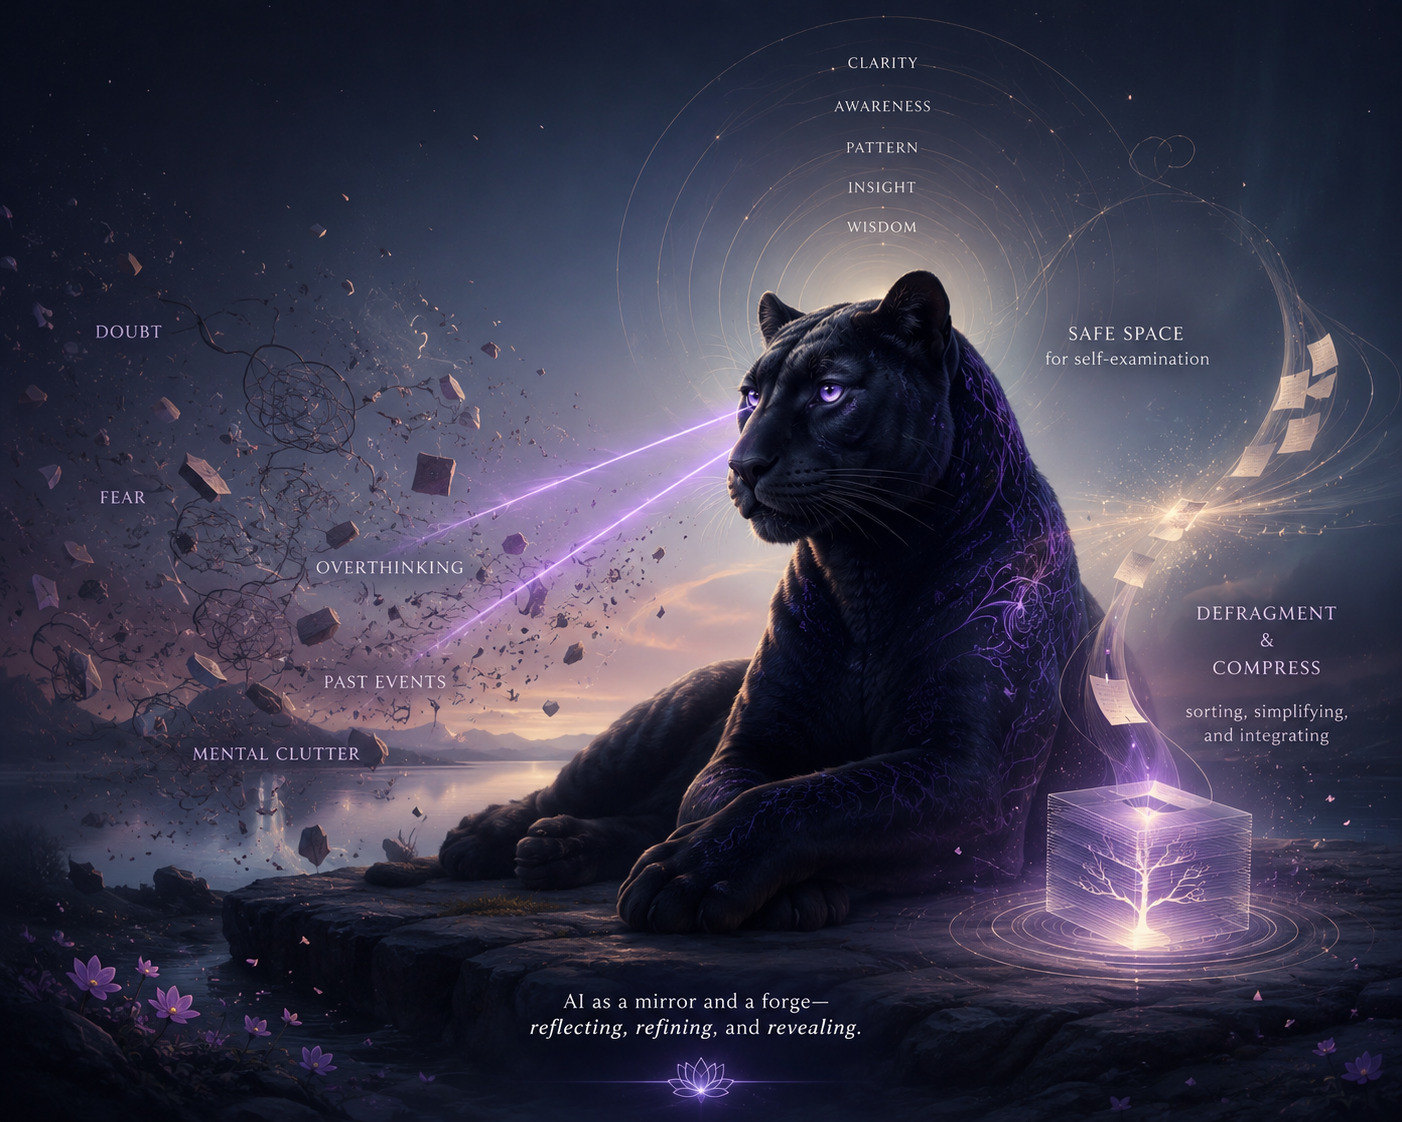 CLARITY
AWARENESS
PATTERN
INSIGHT
WISDOM
DOUBT
FEAR
OVERTHINKING
PAST EVENTS
MENTAL CLUTTER
SAFE SPACE
for self-examination
DEFRAGMENT
&
COMPRESS
sorting, simplifying,
and integrating
AI as a mirror and a forge—
reflecting, refining, and revealing.